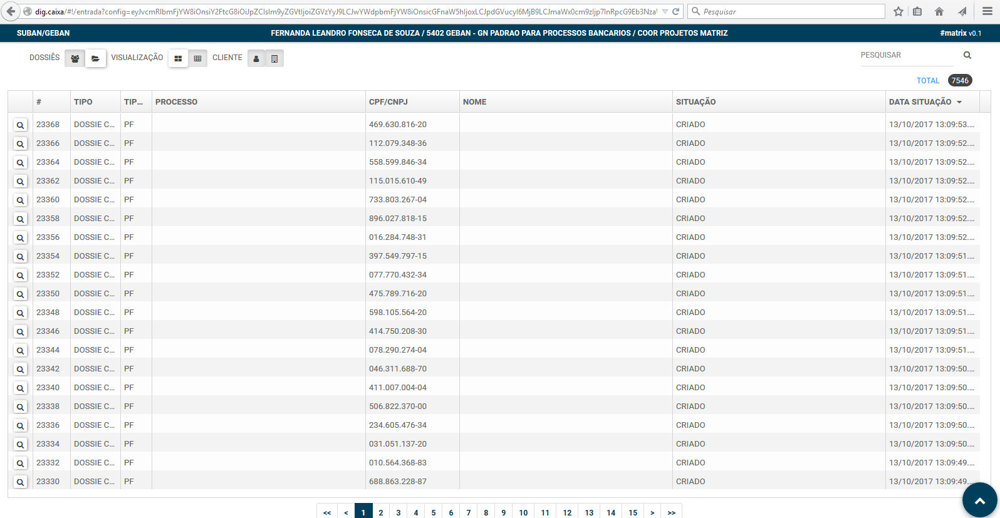 dig.caixa/#!/entrada?config=eyJvcmRlbmFjYW8iOnsiY2FtcG8iOiJpZCIsIm9yZGVtIjoiZGVzYyJ9LCJwYWdpbmFjYW8iOnsicGFnaW5hIjoxLCJpdGVucyI6MjB9LCJmaWx0cm9zIjp7InRpcG9Eb3NzaW
Pesquisar
SUBAN/GEBAN
FERNANDA LEANDRO FONSECA DE SOUZA / 5402 GEBAN - GN PADRAO PARA PROCESSOS BANCARIOS / COOR PROJETOS MATRIZ
#matrix v0.1
DOSSIÊS VISUALIZAÇÃO CLIENTE
PESQUISAR
TOTAL 7546
# TIPO TIP... PROCESSO CPF/CNPJ NOME SITUAÇÃO DATA SITUAÇÃO
23368 DOSSIE C... PF 469.630.816-20 CRIADO 13/10/2017 13:09:53....
23366 DOSSIE C... PF 112.079.348-36 CRIADO 13/10/2017 13:09:52....
23364 DOSSIE C... PF 558.599.846-34 CRIADO 13/10/2017 13:09:52....
23362 DOSSIE C... PF 115.015.610-49 CRIADO 13/10/2017 13:09:52....
23360 DOSSIE C... PF 733.803.267-04 CRIADO 13/10/2017 13:09:52....
23358 DOSSIE C... PF 896.027.818-15 CRIADO 13/10/2017 13:09:52....
23356 DOSSIE C... PF 016.284.748-31 CRIADO 13/10/2017 13:09:52....
23354 DOSSIE C... PF 397.549.797-15 CRIADO 13/10/2017 13:09:51....
23352 DOSSIE C... PF 077.770.432-34 CRIADO 13/10/2017 13:09:51....
23350 DOSSIE C... PF 475.789.716-20 CRIADO 13/10/2017 13:09:51....
23348 DOSSIE C... PF 598.105.564-20 CRIADO 13/10/2017 13:09:51....
23346 DOSSIE C... PF 414.750.208-30 CRIADO 13/10/2017 13:09:51....
23344 DOSSIE C... PF 078.290.274-04 CRIADO 13/10/2017 13:09:51....
23342 DOSSIE C... PF 046.311.688-70 CRIADO 13/10/2017 13:09:50....
23340 DOSSIE C... PF 411.007.004-04 CRIADO 13/10/2017 13:09:50....
23338 DOSSIE C... PF 506.822.370-00 CRIADO 13/10/2017 13:09:50....
23336 DOSSIE C... PF 234.605.476-34 CRIADO 13/10/2017 13:09:50....
23334 DOSSIE C... PF 031.051.137-20 CRIADO 13/10/2017 13:09:50....
23332 DOSSIE C... PF 010.564.368-83 CRIADO 13/10/2017 13:09:49....
23330 DOSSIE C... PF 688.863.228-87 CRIADO 13/10/2017 13:09:49....
<< < 1 2 3 4 5 6 7 8 9 10 11 12 13 14 15 > >>